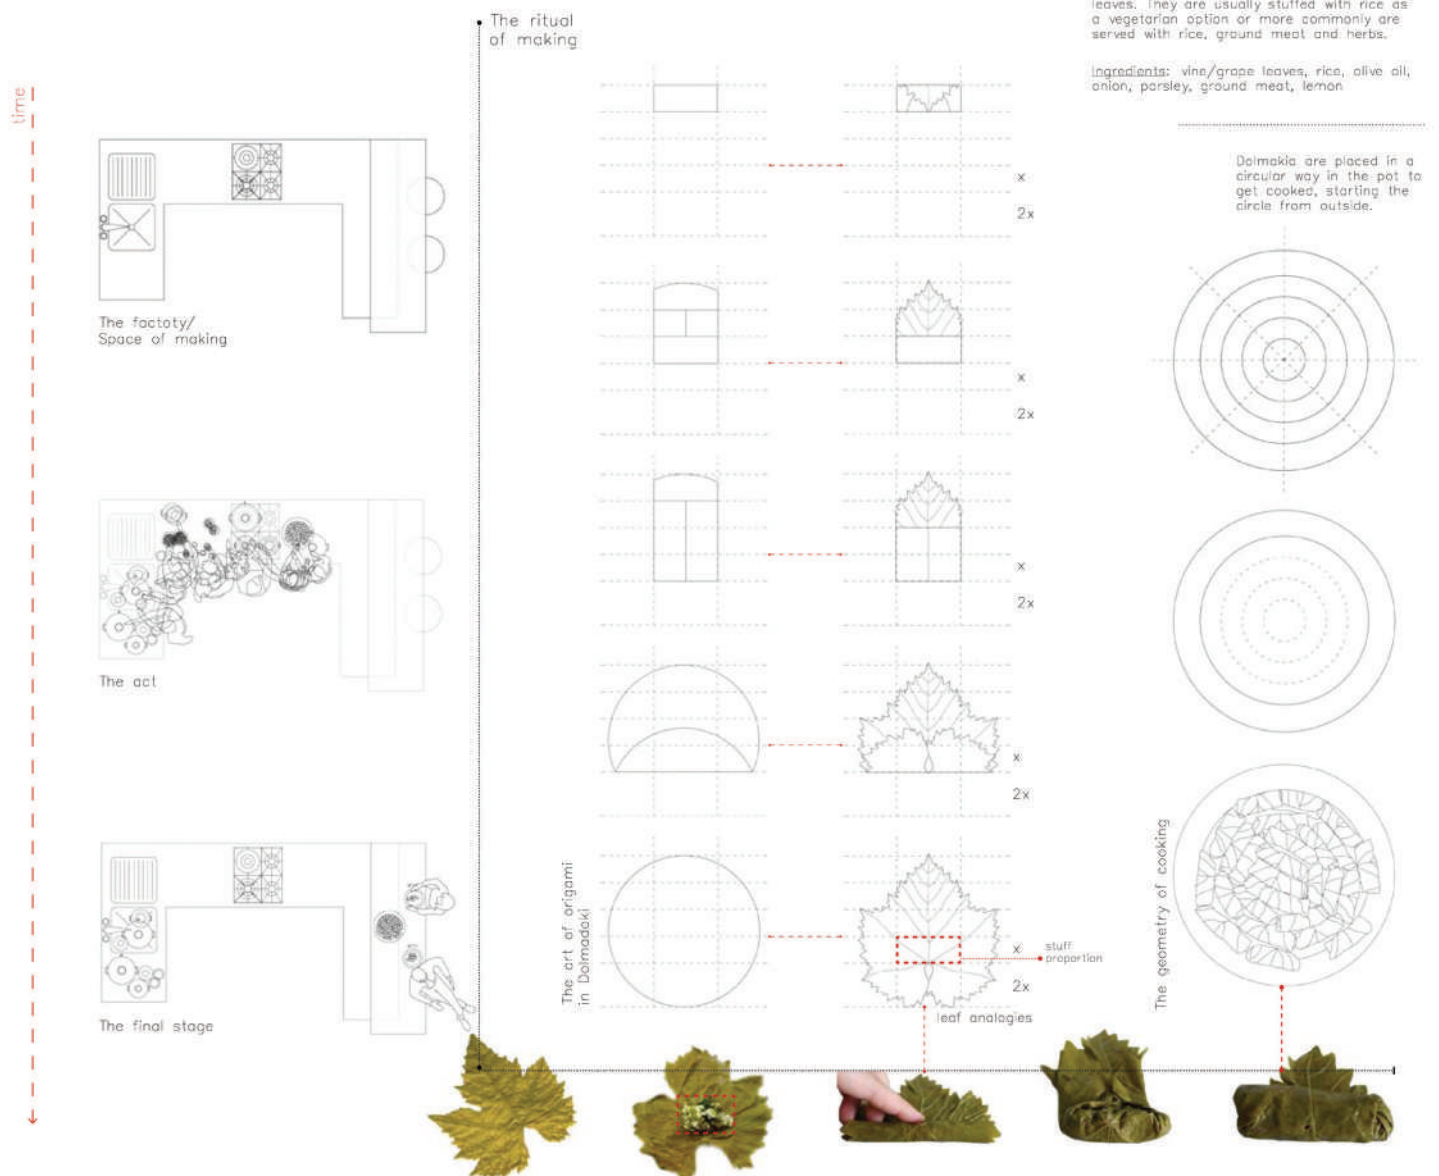 The ritual
of making
leaves. They are usually stuffed with rice as
a vegetarian option or more commonly are
served with rice, ground meat and herbs.
Ingredients: vine/grape leaves, rice, olive oil,
onion, parsley, ground meat, lemon
time
Dolmakia are placed in a
circular way in the pot to
get cooked, starting the
circle from outside.
x
2x
The factoty/
Space of making
x
2x
x
2x
The act
x
2x
The art of origami
in Dolmadaki
x
2x
stuff
proportion
The geometry of cooking
leaf analogies
The final stage